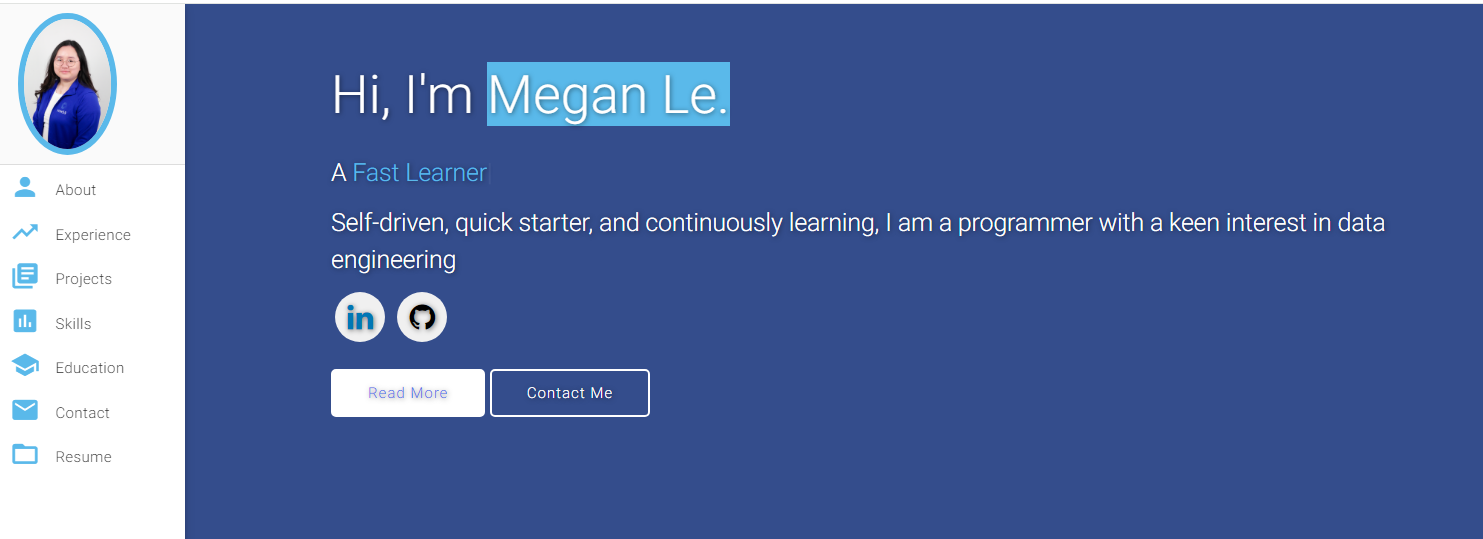 About
Experience
Projects
Skills
Education
Contact
Resume
Hi, I'm Megan Le.
A Fast Learner
Self-driven, quick starter, and continuously learning, I am a programmer with a keen interest in data
engineering
in
Read More
Contact Me